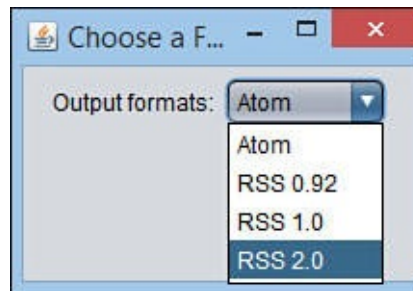 Choose a F...
Output formats: Atom
Atom
RSS 0.92
RSS 1.0
RSS 2.0